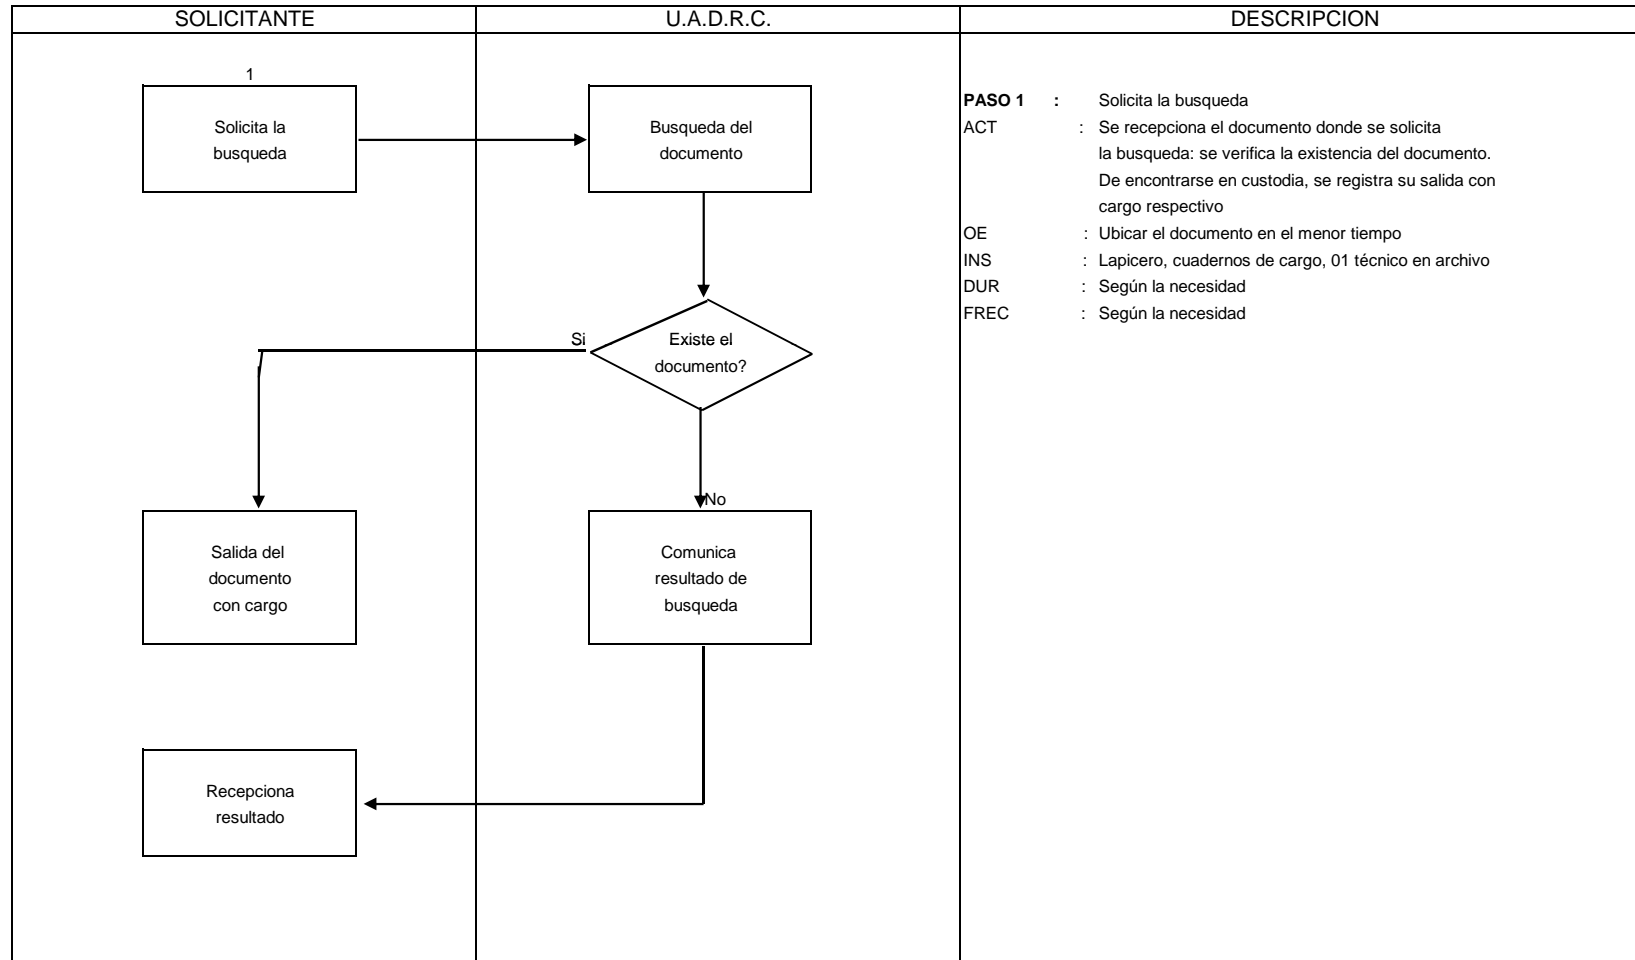 SOLICITANTE
U.A.D.R.C.
DESCRIPCION
1
Solicita la
busqueda
Busqueda del
documento
Existe el
documento?
Si
No
Salida del
documento
con cargo
Comunica
resultado de
busqueda
Recepciona
resultado
PASO 1 : Solicita la busqueda
ACT : Se recepciona el documento donde se solicita
la busqueda: se verifica la existencia del documento.
De encontrarse en custodia, se registra su salida con
cargo respectivo
OE : Ubicar el documento en el menor tiempo
INS : Lapicero, cuadernos de cargo, 01 técnico en archivo
DUR : Según la necesidad
FREC : Según la necesidad